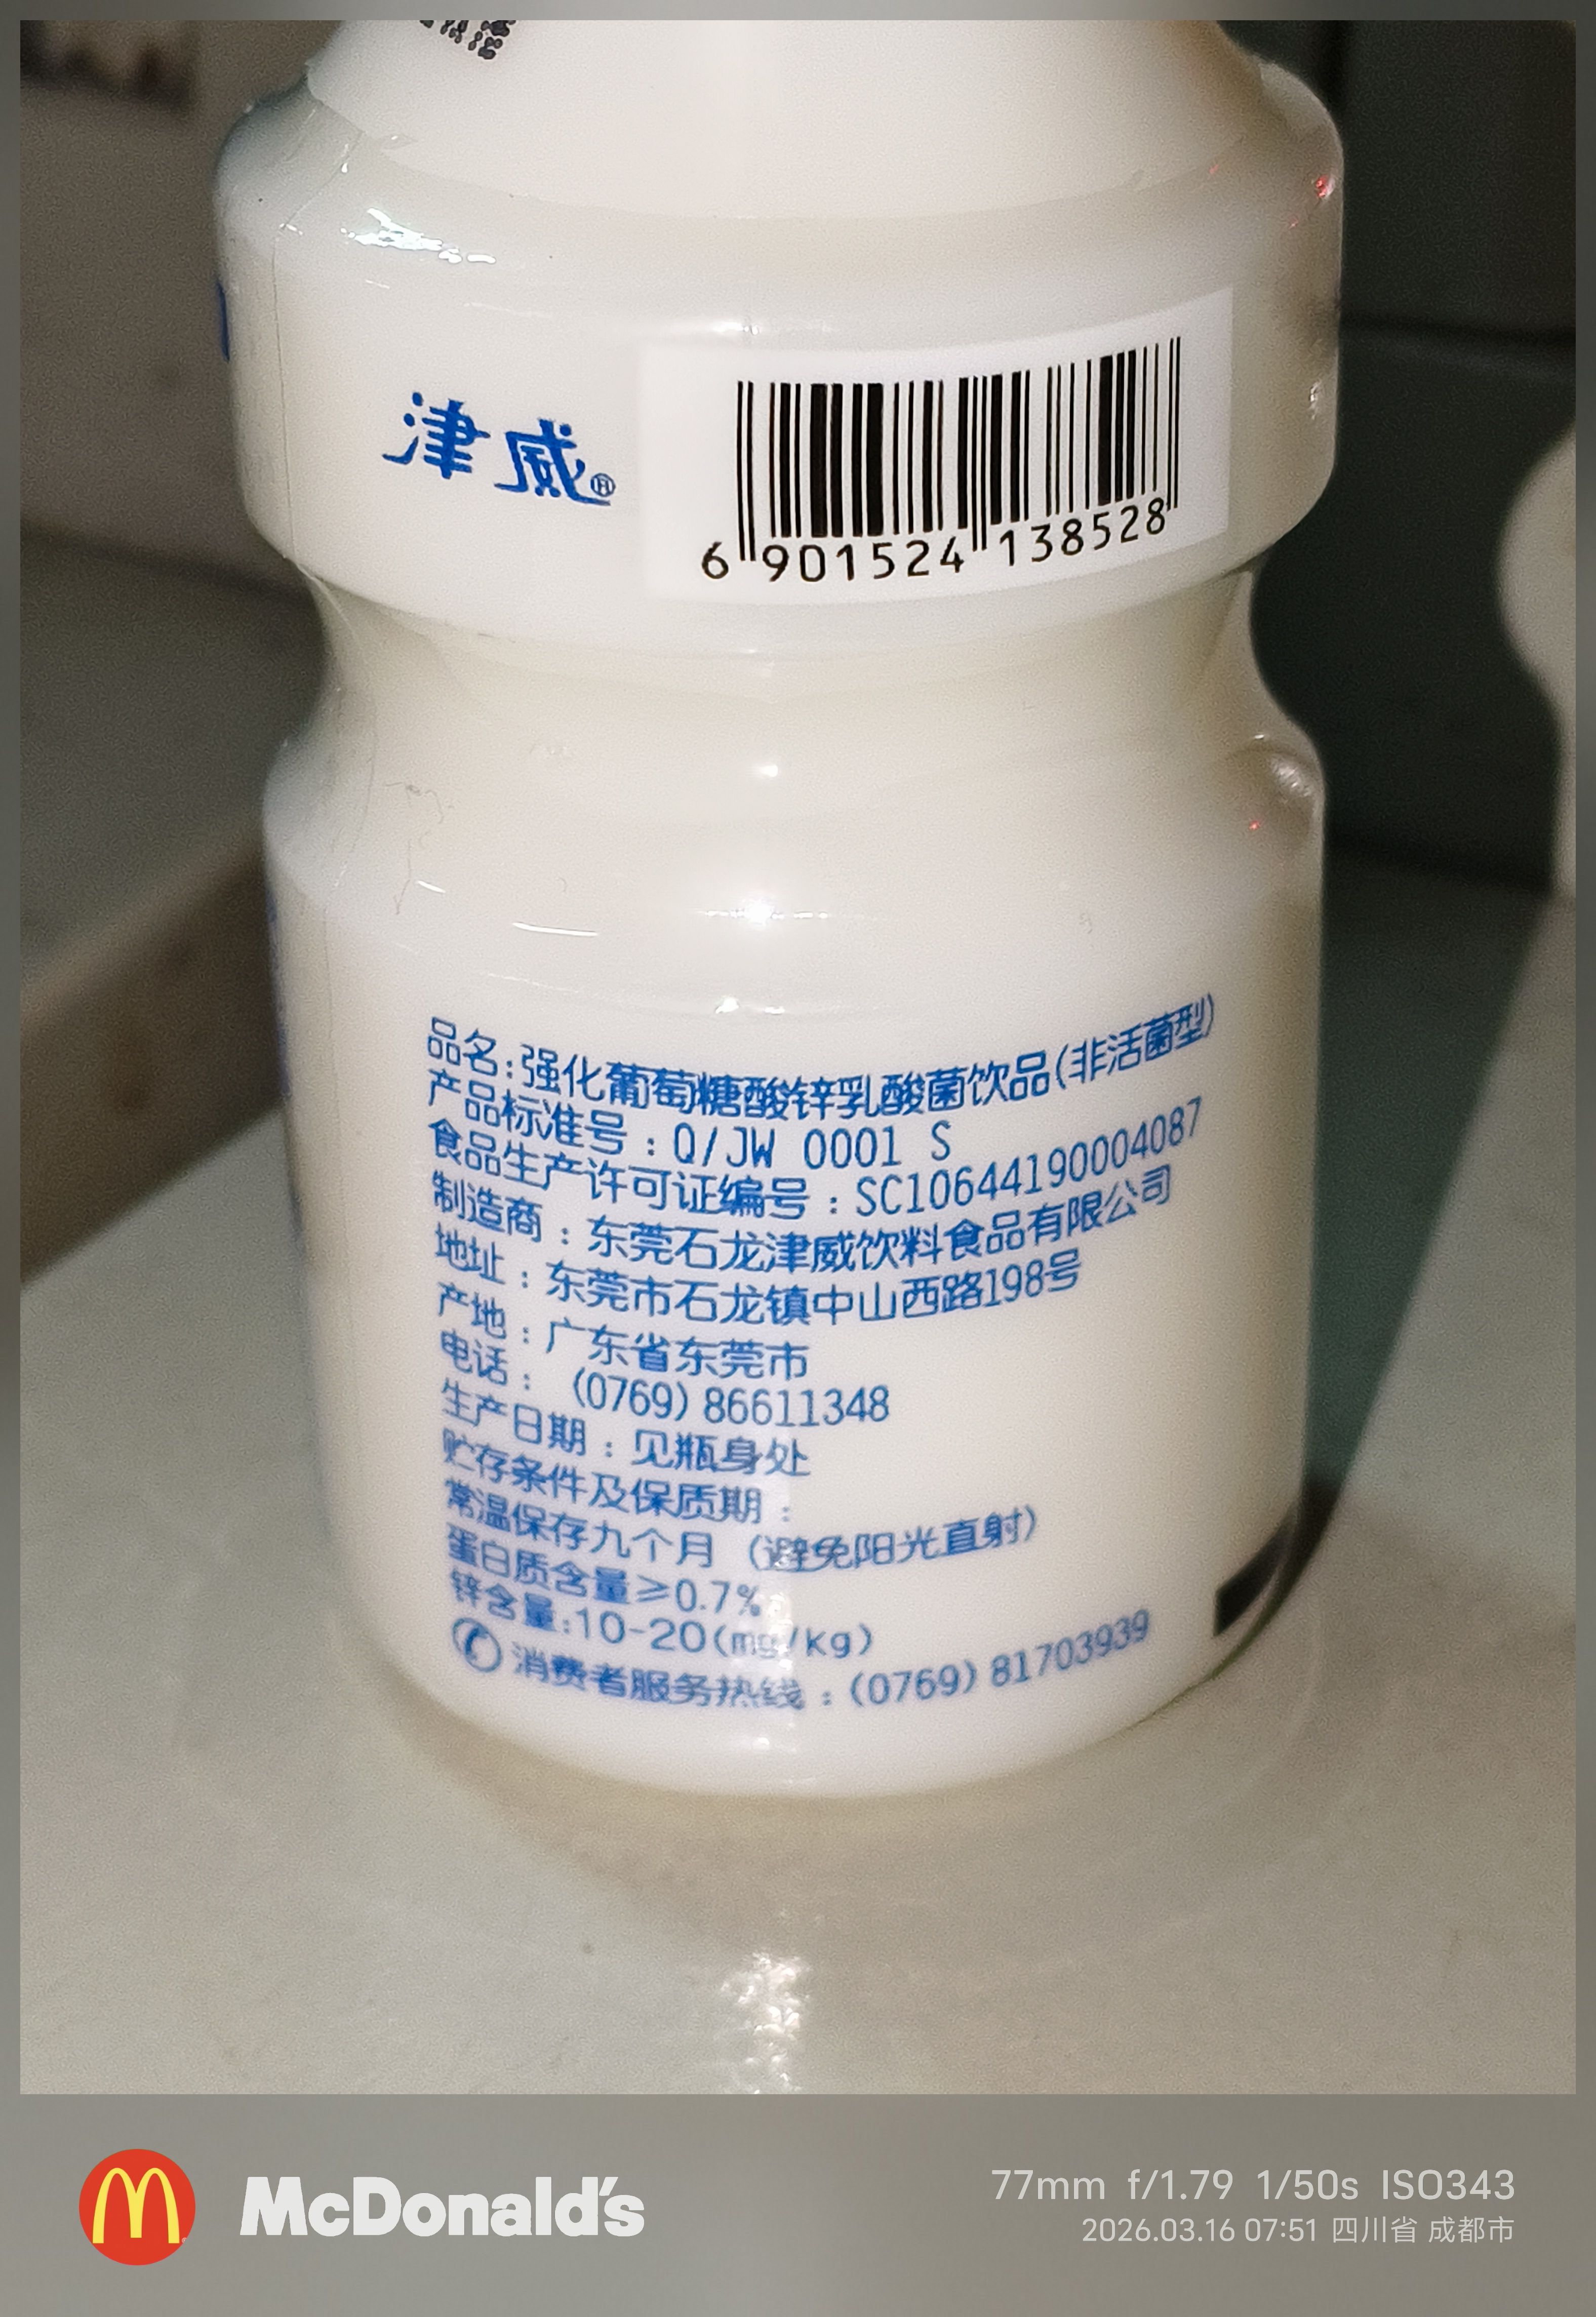 津威®
6 901524 138528
品名:强化葡萄糖酸锌乳酸菌饮品(非活菌型)
产品标准号：Q/JW 0001 S
食品生产许可证编号：SC10644190004087
制造商：东莞石龙津威饮料食品有限公司
地址：东莞市石龙镇中山西路198号
产地：广东省东莞市
电话：(0769) 86611348
生产日期：见瓶身处
贮存条件及保质期：
常温保存九个月（避免阳光直射）
蛋白质含量≥0.7%
锌含量:10-20(mg/Kg)
消费者服务热线：(0769) 81703939
McDonald's
77mm f/1.79 1/50s ISO343
2026.03.16 07:51 四川省 成都市